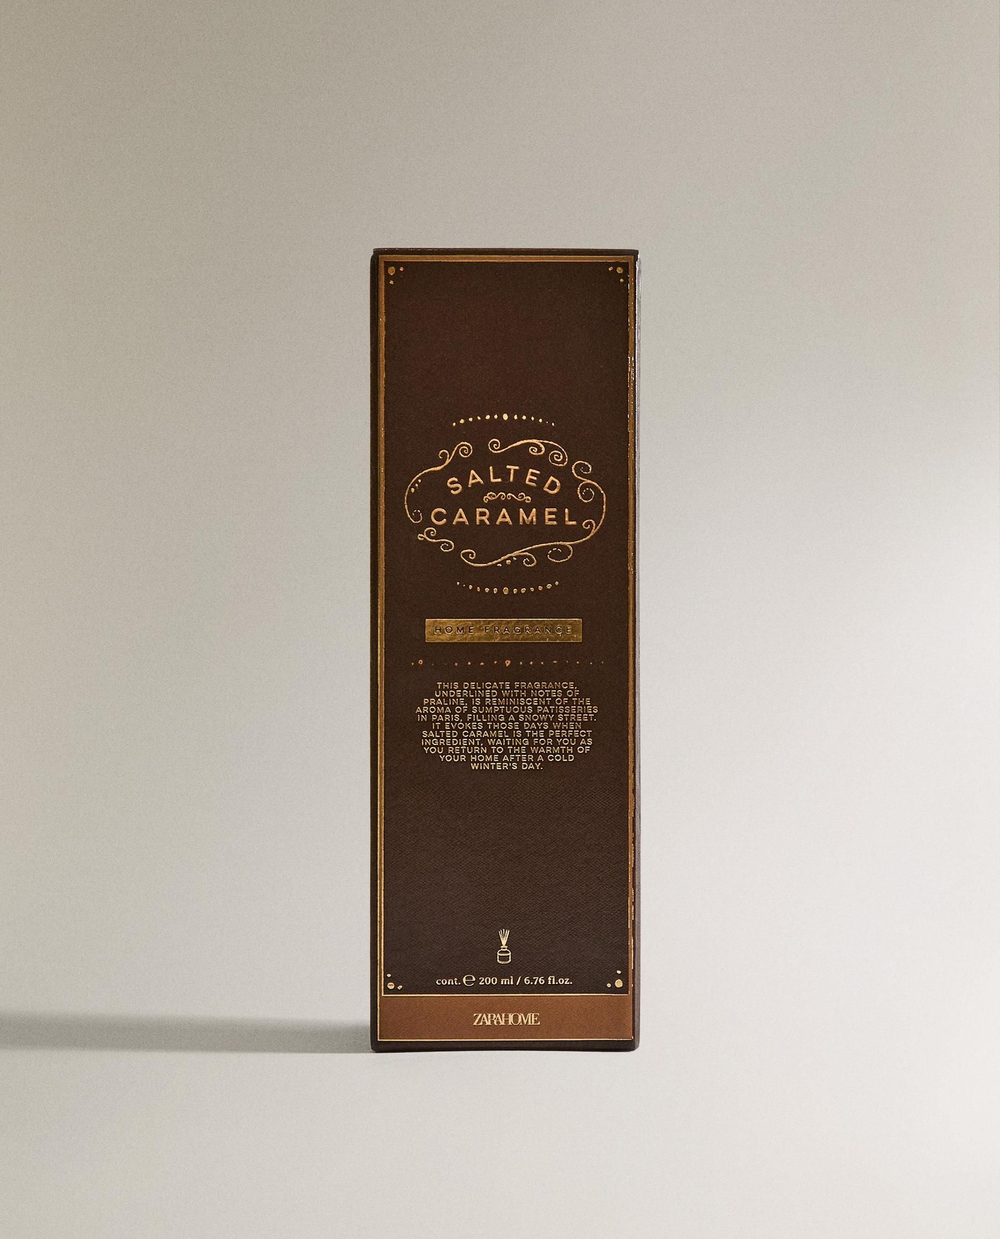 SALTED
CARAMEL
HOME FRAGRANCE
THIS DELICATE FRAGRANCE,
UNDERLINED WITH NOTES OF
PRALINE, IS REMINISCENT OF THE
AROMA OF SUMPTUOUS PATISSERIES
IN PARIS, FILLING A SNOWY STREET.
IT EVOKES THOSE DAYS WHEN
SALTED CARAMEL IS THE PERFECT
INGREDIENT, WAITING FOR YOU AS
YOU RETURN TO THE WARMTH OF
YOUR HOME AFTER A COLD
WINTER'S DAY.
cont. ℮ 200 ml / 6.76 fl.oz.
ZARAHOME